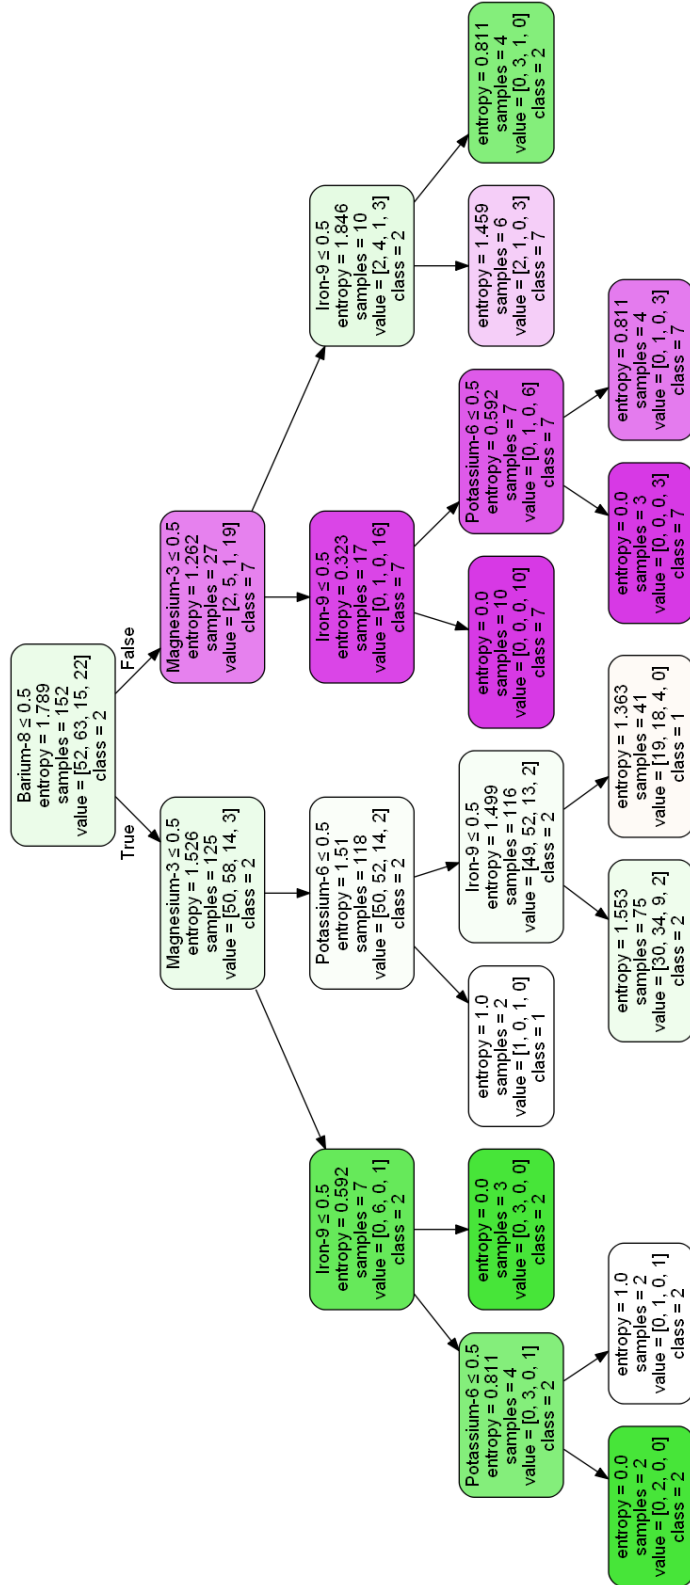 Barium-8 ≤ 0.5
entropy = 1.789
samples = 152
value = [52, 63, 15, 22]
class = 2
True
False
Magnesium-3 ≤ 0.5
entropy = 1.526
samples = 125
value = [50, 58, 14, 3]
class = 2
Magnesium-3 ≤ 0.5
entropy = 1.262
samples = 27
value = [2, 5, 1, 19]
class = 7
Iron-9 ≤ 0.5
entropy = 0.592
samples = 7
value = [0, 6, 0, 1]
class = 2
Potassium-6 ≤ 0.5
entropy = 1.51
samples = 118
value = [50, 52, 14, 2]
class = 2
Iron-9 ≤ 0.5
entropy = 0.323
samples = 17
value = [0, 1, 0, 16]
class = 7
Iron-9 ≤ 0.5
entropy = 1.846
samples = 10
value = [2, 4, 1, 3]
class = 2
Potassium-6 ≤ 0.5
entropy = 0.811
samples = 4
value = [0, 3, 0, 1]
class = 2
entropy = 0.0
samples = 3
value = [0, 3, 0, 0]
class = 2
entropy = 1.0
samples = 2
value = [1, 0, 1, 0]
class = 1
Iron-9 ≤ 0.5
entropy = 1.499
samples = 116
value = [49, 52, 13, 2]
class = 2
entropy = 0.0
samples = 10
value = [0, 0, 0, 10]
class = 7
Potassium-6 ≤ 0.5
entropy = 0.592
samples = 7
value = [0, 1, 0, 6]
class = 7
entropy = 1.459
samples = 6
value = [2, 1, 0, 3]
class = 7
entropy = 0.811
samples = 4
value = [0, 3, 1, 0]
class = 2
entropy = 0.0
samples = 2
value = [0, 2, 0, 0]
class = 2
entropy = 1.0
samples = 2
value = [0, 1, 0, 1]
class = 2
entropy = 1.553
samples = 75
value = [30, 34, 9, 2]
class = 2
entropy = 1.363
samples = 41
value = [19, 18, 4, 0]
class = 1
entropy = 0.0
samples = 3
value = [0, 0, 0, 3]
class = 7
entropy = 0.811
samples = 4
value = [0, 1, 0, 3]
class = 7